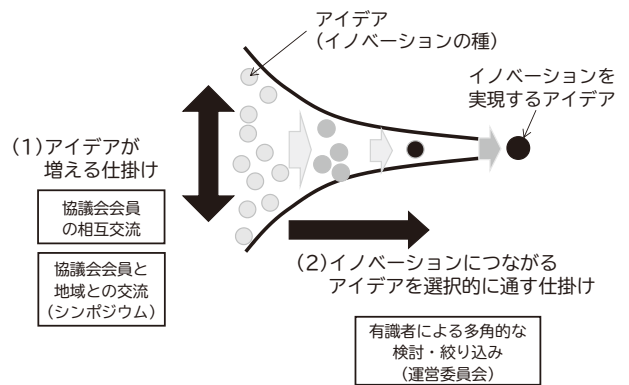 アイデア
(イノベーションの種)
イノベーションを
実現するアイデア
(1)アイデアが
増える仕掛け
協議会会員
の相互交流
協議会会員と
地域との交流
(シンポジウム)
(2)イノベーションにつながる
アイデアを選択的に通す仕掛け
有識者による多角的な
検討・絞り込み
(運営委員会)